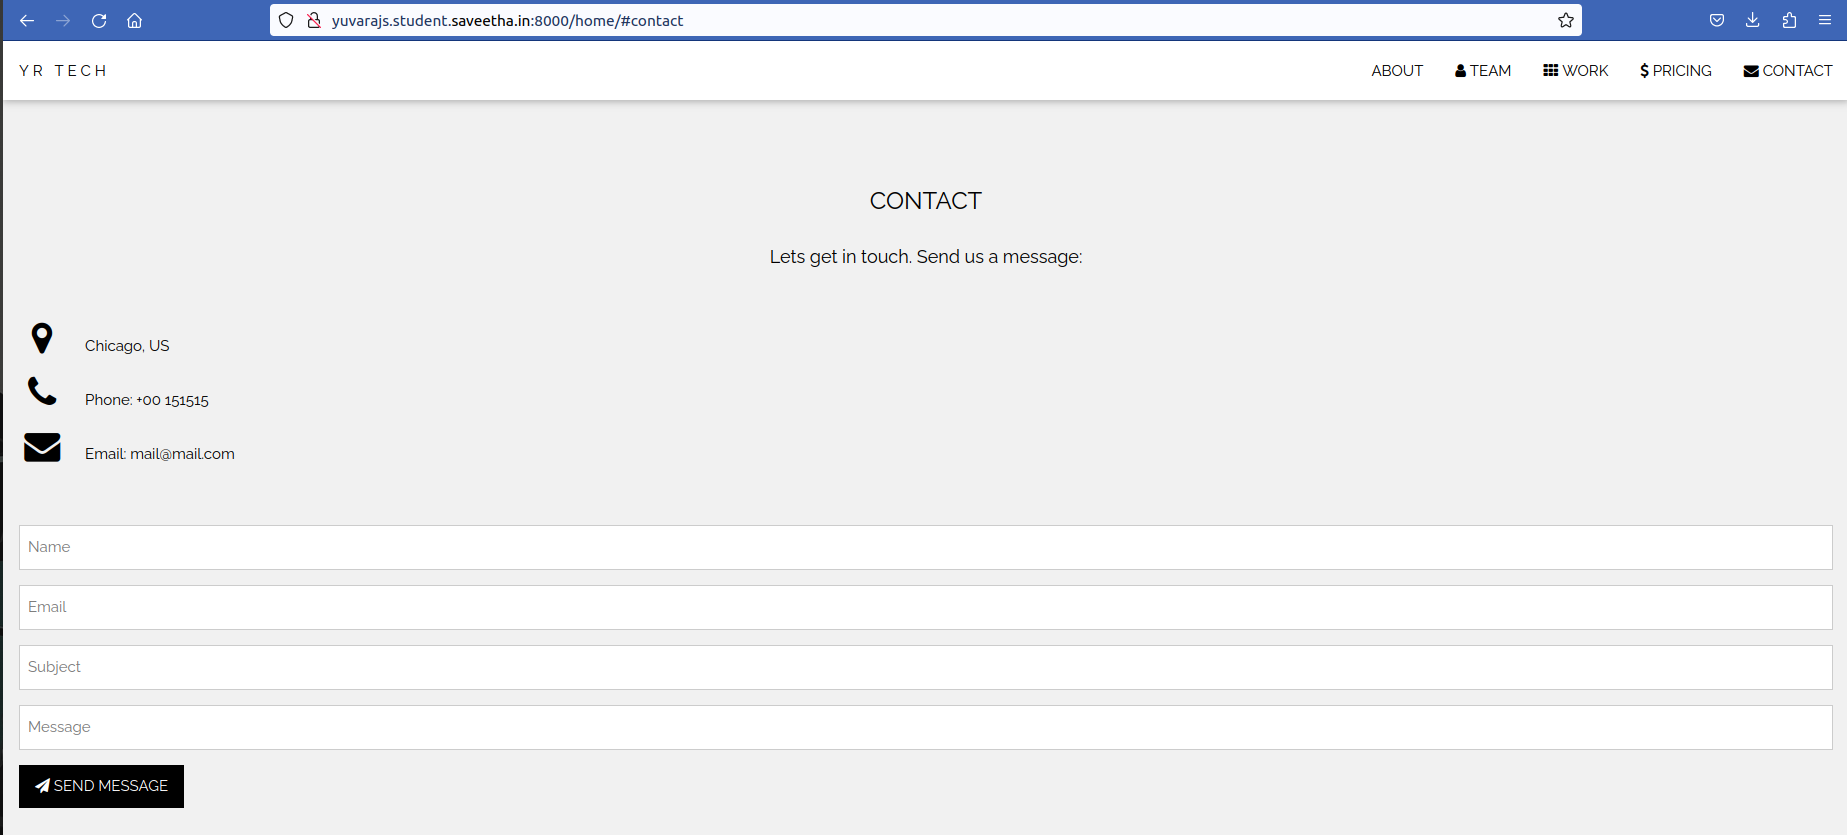 yuvarajs.student.saveetha.in:8000/home/#contact
YR TECH
ABOUT TEAM WORK $ PRICING CONTACT
CONTACT
Lets get in touch. Send us a message:
Chicago, US
Phone: +00 151515
Email: mail@mail.com
Name
Email
Subject
Message
SEND MESSAGE